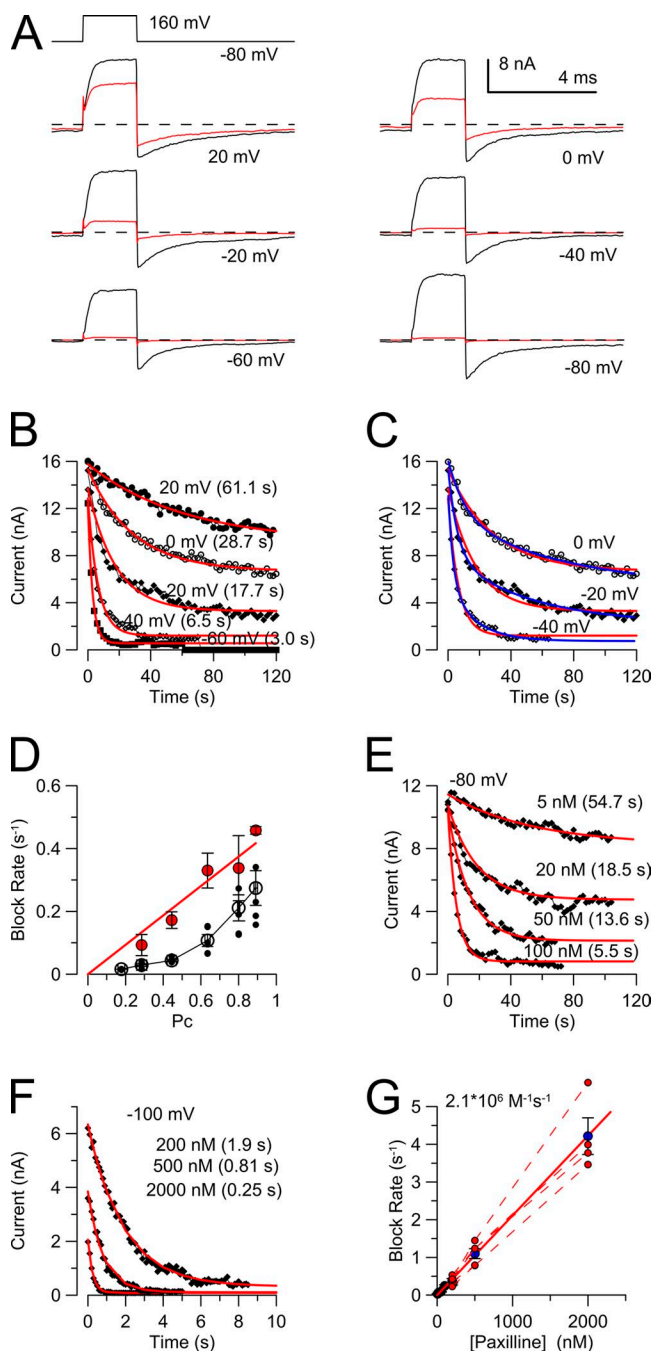 A
160 mV
-80 mV
8 nA
4 ms
20 mV
0 mV
-20 mV
-40 mV
-60 mV
-80 mV
B
Current (nA)
16
12
8
4
0
20 mV (61.1 s)
0 mV (28.7 s)
20 mV (17.7 s)
-40 mV (6.5 s)
-60 mV (3.0 s)
0 40 80 120
Time (s)
C
Current (nA)
16
12
8
4
0
0 mV
-20 mV
-40 mV
0 40 80 120
Time (s)
D
Block Rate (s⁻¹)
0.6
0.4
0.2
0
0 0.2 0.4 0.6 0.8 1
Pc
E
-80 mV
Current (nA)
12
8
4
0
5 nM (54.7 s)
20 nM (18.5 s)
50 nM (13.6 s)
100 nM (5.5 s)
0 40 80 120
Time (s)
F
-100 mV
Current (nA)
6
4
2
0
200 nM (1.9 s)
500 nM (0.81 s)
2000 nM (0.25 s)
0 2 4 6 8 10
Time (s)
G
2.1*10⁶ M⁻¹s⁻¹
Block Rate (s⁻¹)
5
4
3
2
1
0
0 1000 2000
[Paxilline] (nM)